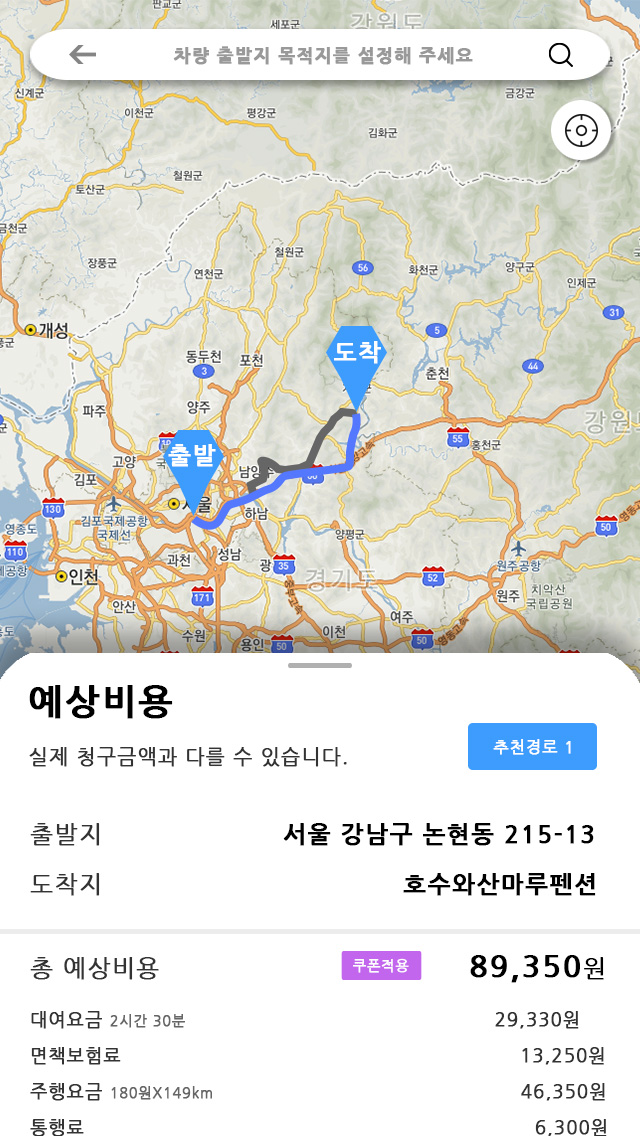 판교군
세포군
강원도
차량 출발지 목적지를 설정해 주세요
신계군
이천군
평강군
금강군
김화군
철원군
토산군
금천군
장풍군
연천군
철원군
56
화천군
양구군
인제군
31
개성
5
동두천
포천
3
도착
춘천
44
파주
양주
강원도
고양
출발
55
홍천군
김포
남양주
서울
130
김포국제공항
국제선
하남
영종도
110
양평군
50
원주공항
과천
성남
광
35
경기도
52
인천
171
안산
원주
치악산
국립공원
수원
용인
50
이천
여주
50
영동고속
예상비용
실제 청구금액과 다를 수 있습니다.
추천경로 1
출발지
서울 강남구 논현동 215-13
도착지
호수와산마루펜션
총 예상비용
쿠폰적용
89,350원
대여요금 2시간 30분
29,330원
면책보험료
13,250원
주행요금 180원X149km
46,350원
통행료
6,300원